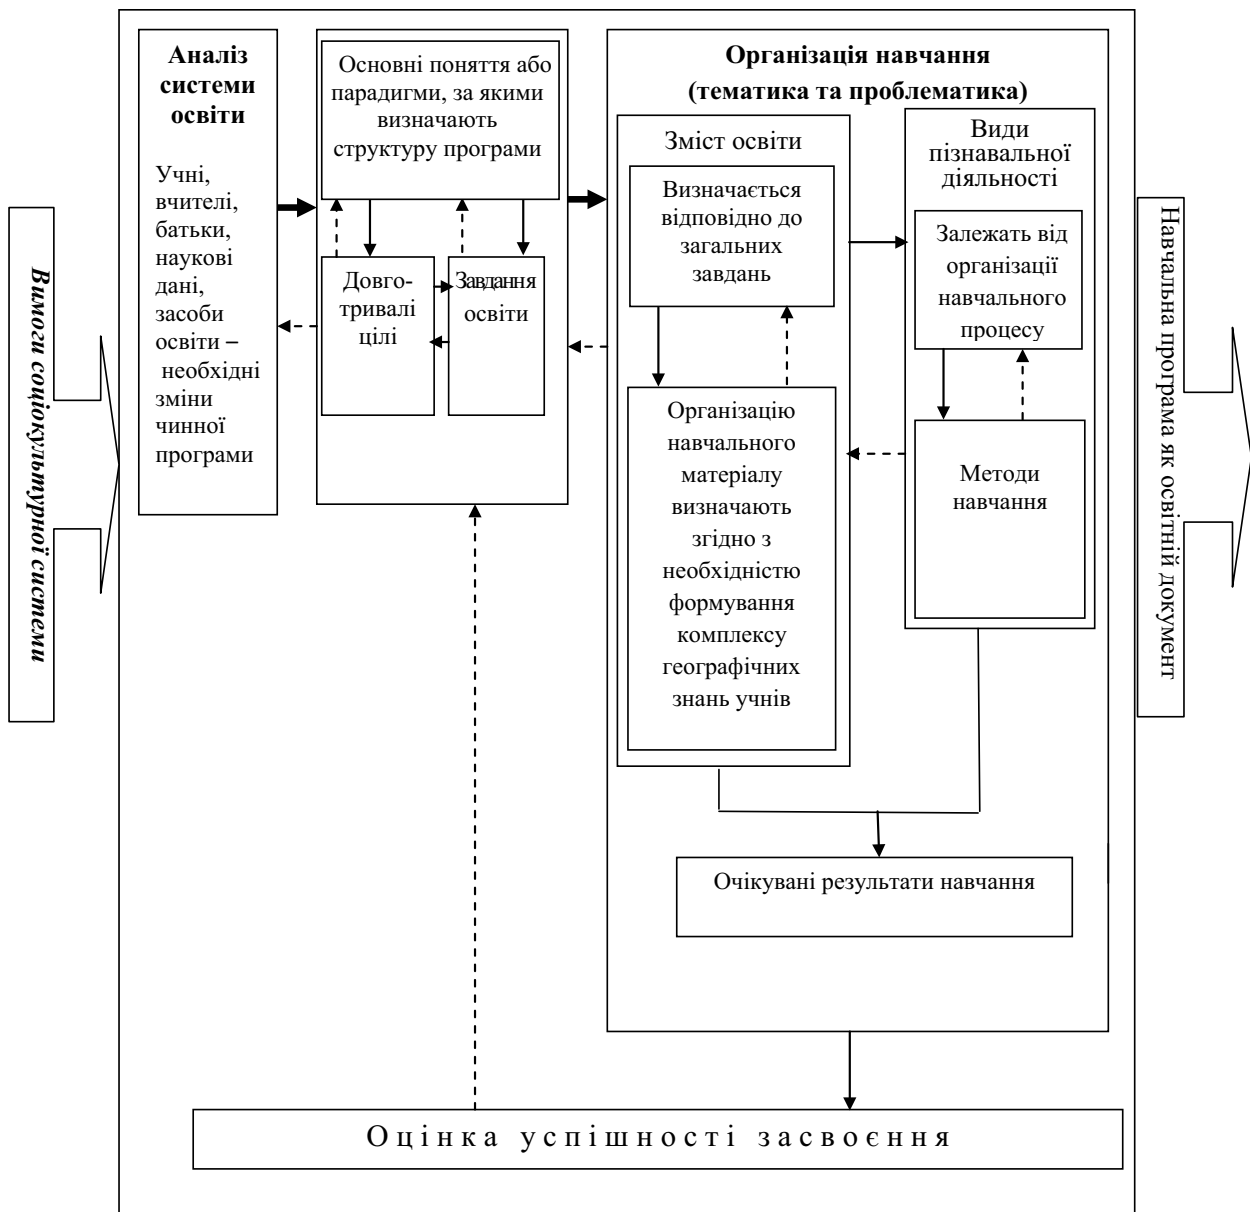 Вимоги соціокультурної системи
Аналіз
системи
освіти
Учні,
вчителі,
батьки,
наукові
дані,
засоби
освіти –
необхідні
зміни
чинної
програми
Основні поняття або
парадигми, за якими
визначають
структуру програми
Довго-
тривалі
цілі
Завдання
освіти
Організація навчання
(тематика та проблематика)
Зміст освіти
Визначається
відповідно до
загальних
завдань
Організацію
навчального
матеріалу
визначають
згідно з
необхідністю
формування
комплексу
географічних
знань учнів
Види
пізнавальної
діяльності
Залежать від
організації
навчального
процесу
Методи
навчання
Очікувані результати навчання
Оцінка успішності засвоєння
Навчальна програма як освітній документ